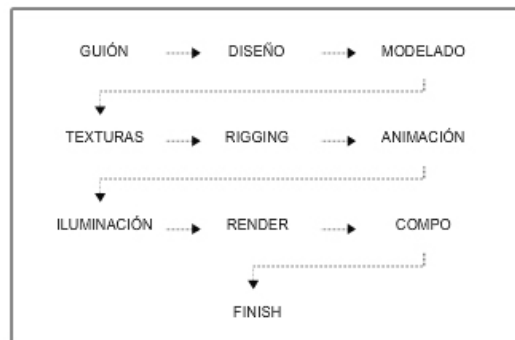 GUIÓN DISEÑO MODELADO
TEXTURAS RIGGING ANIMACIÓN
ILUMINACIÓN RENDER COMPO
FINISH